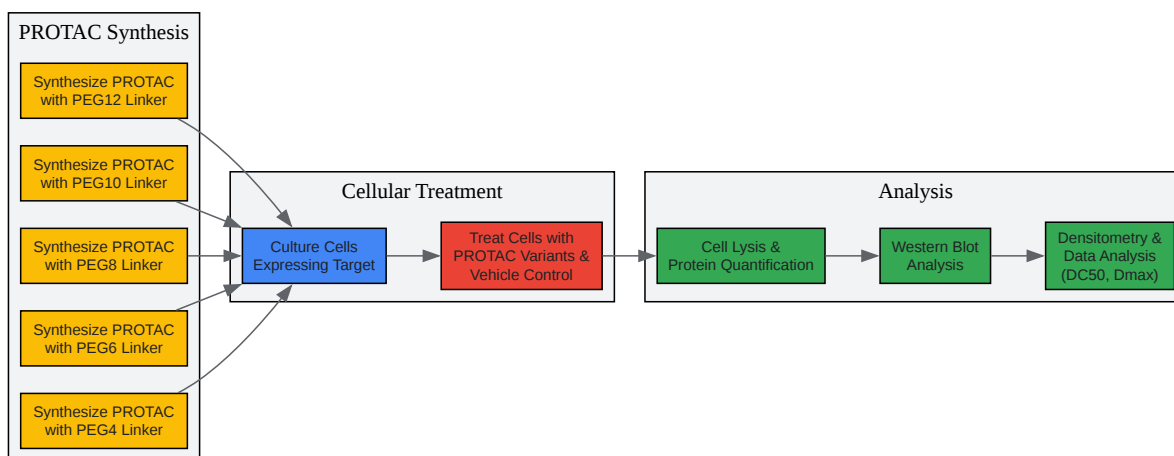 PROTAC Synthesis
Synthesize PROTAC
with PEG12 Linker
Synthesize PROTAC
with PEG10 Linker
Synthesize PROTAC
with PEG8 Linker
Synthesize PROTAC
with PEG6 Linker
Synthesize PROTAC
with PEG4 Linker
Cellular Treatment
Culture Cells
Expressing Target
Treat Cells with
PROTAC Variants &
Vehicle Control
Analysis
Cell Lysis &
Protein Quantification
Western Blot
Analysis
Densitometry &
Data Analysis
(DC50, Dmax)